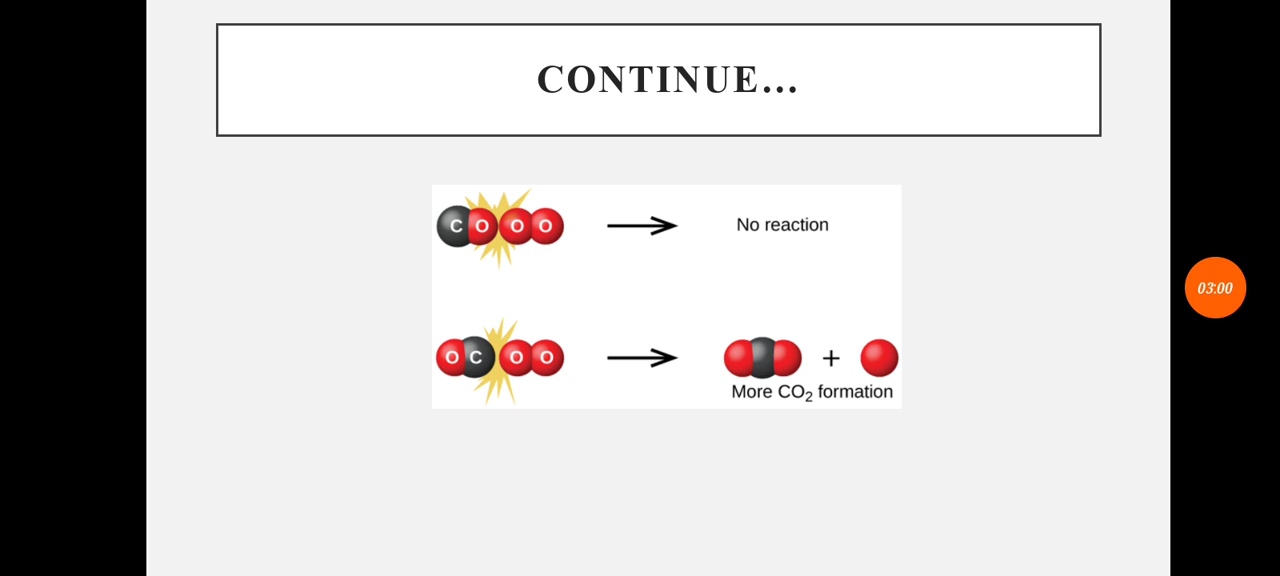 CONTINUE...
C O O O
No reaction
03:00
O C O O
+
More CO₂ formation